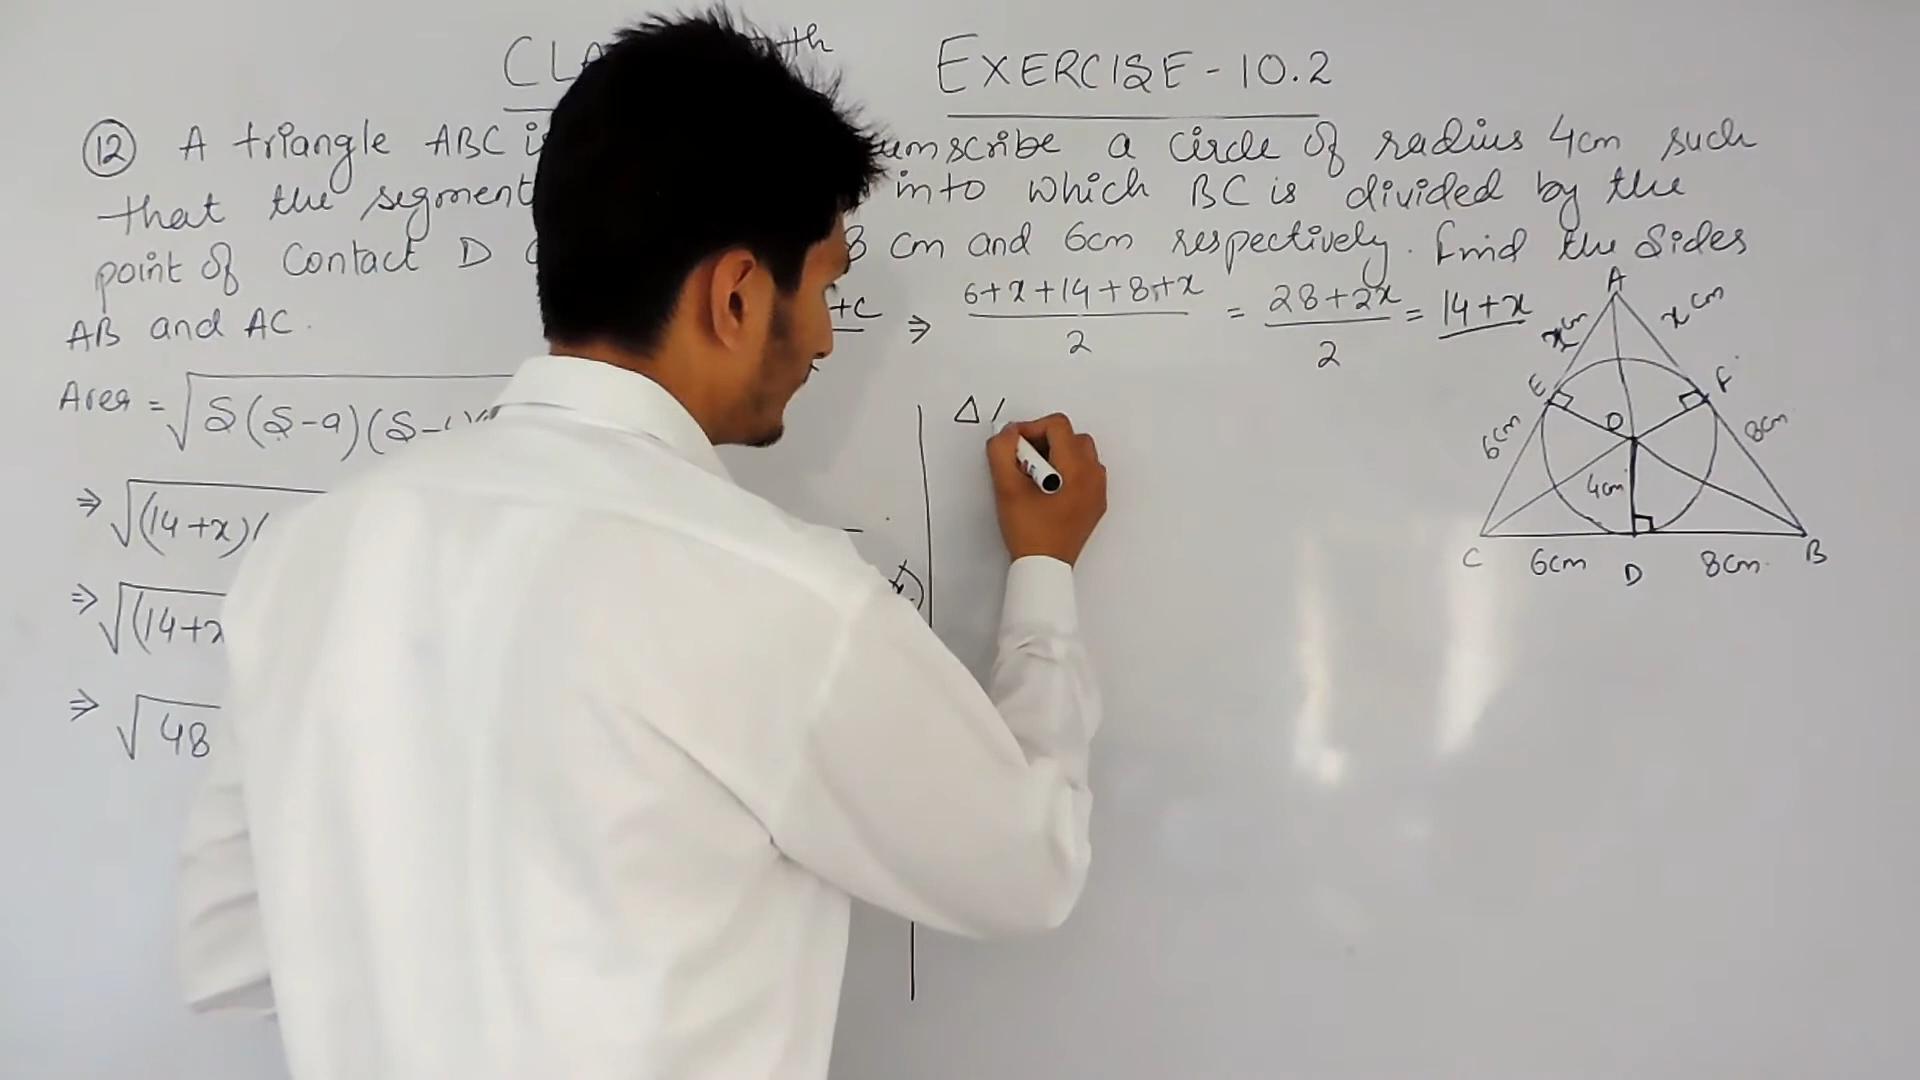 CLA th EXERCISE - 10.2
(12) A triangle ABC is umscribe a circle of radius 4cm such
that the segment into which BC is divided by the
point of Contact D 8 cm and 6cm respectively. Find the Sides
AB and AC.
+C ⇒ 6+x+14+8+x / 2 = 28+2x / 2 = 14+x
Area = √S(S-a)(S-
⇒ √(14+x)
⇒ √(14+x
⇒ √48
Δ
A
x cm x cm
E F
6cm 8cm
O
4cm
C 6cm D 8cm B